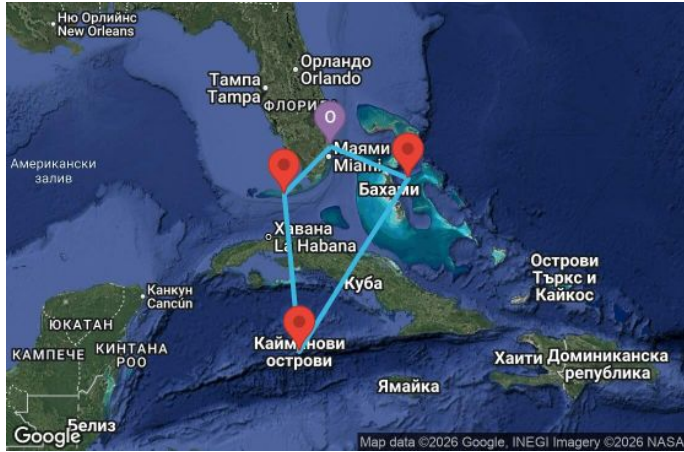 Ню Орлийнс
New Orleans
Орландо
Orlando
Тампа
Tampa
ФЛОРИДА
O
Маями
Miami
Американски
залив
Бахами
Хавана
La Habana
Канкун
Cancún
Куба
Острови
Търкс и
Кайкос
ЮКАТАН
КАМПЕЧЕ
КИНТАНА
РОО
Кайманови
острови
Хаити
Доминиканска
република
Ямайка
Белиз
Google
Map data ©2026 Google, INEGI Imagery ©2026 NASA